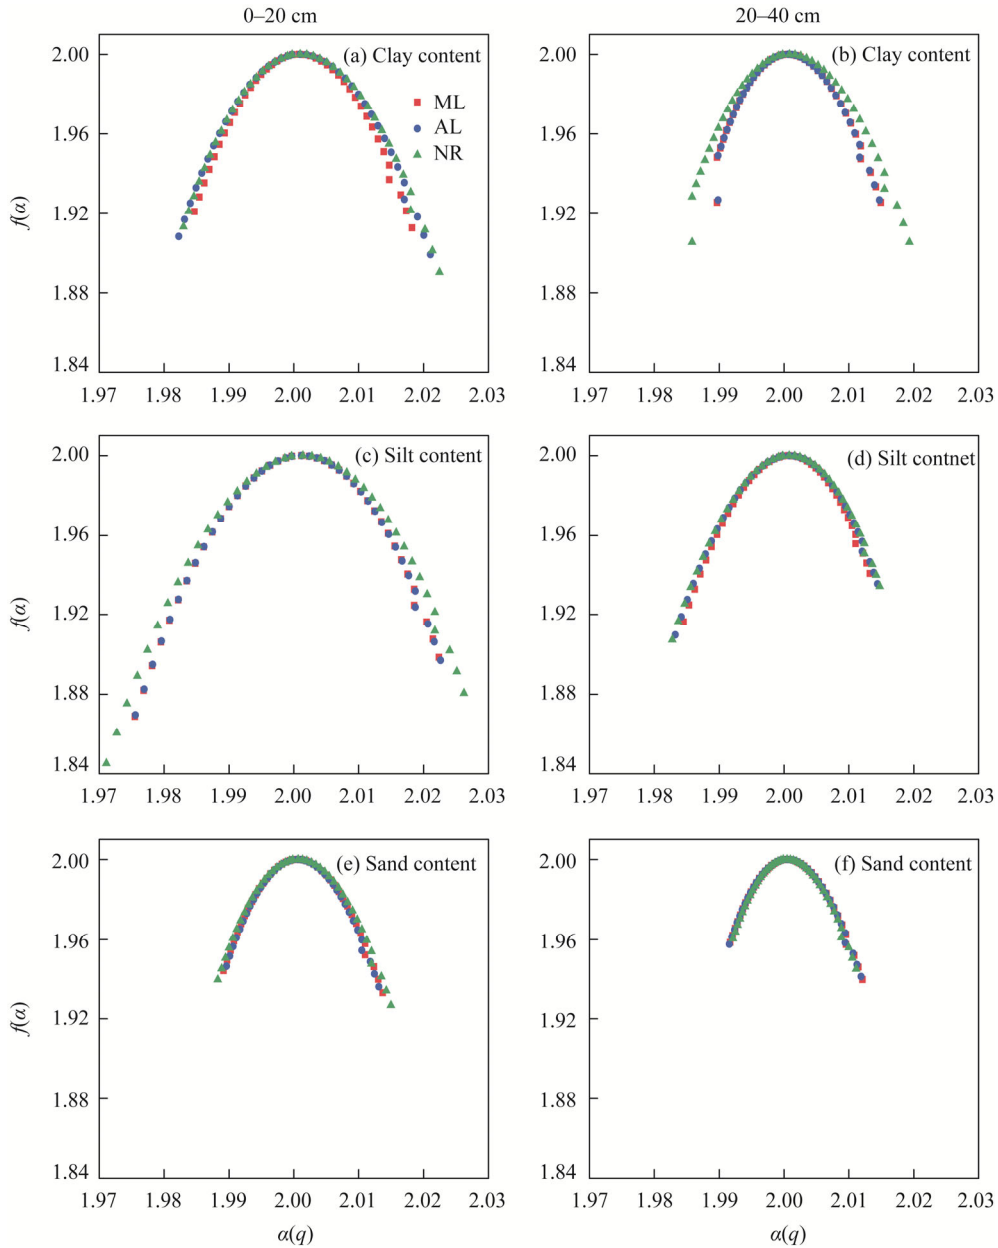 0–20 cm
20–40 cm
2.00
1.96
1.92
1.88
1.84
f(α)
(a) Clay content
ML
AL
NR
1.97 1.98 1.99 2.00 2.01 2.02 2.03
2.00
1.96
1.92
1.88
1.84
(b) Clay content
1.97 1.98 1.99 2.00 2.01 2.02 2.03
2.00
1.96
1.92
1.88
1.84
f(α)
(c) Silt content
1.97 1.98 1.99 2.00 2.01 2.02 2.03
2.00
1.96
1.92
1.88
1.84
(d) Silt contnet
1.97 1.98 1.99 2.00 2.01 2.02 2.03
2.00
1.96
1.92
1.88
1.84
f(α)
(e) Sand content
1.97 1.98 1.99 2.00 2.01 2.02 2.03
α(q)
2.00
1.96
1.92
1.88
1.84
(f) Sand content
1.97 1.98 1.99 2.00 2.01 2.02 2.03
α(q)